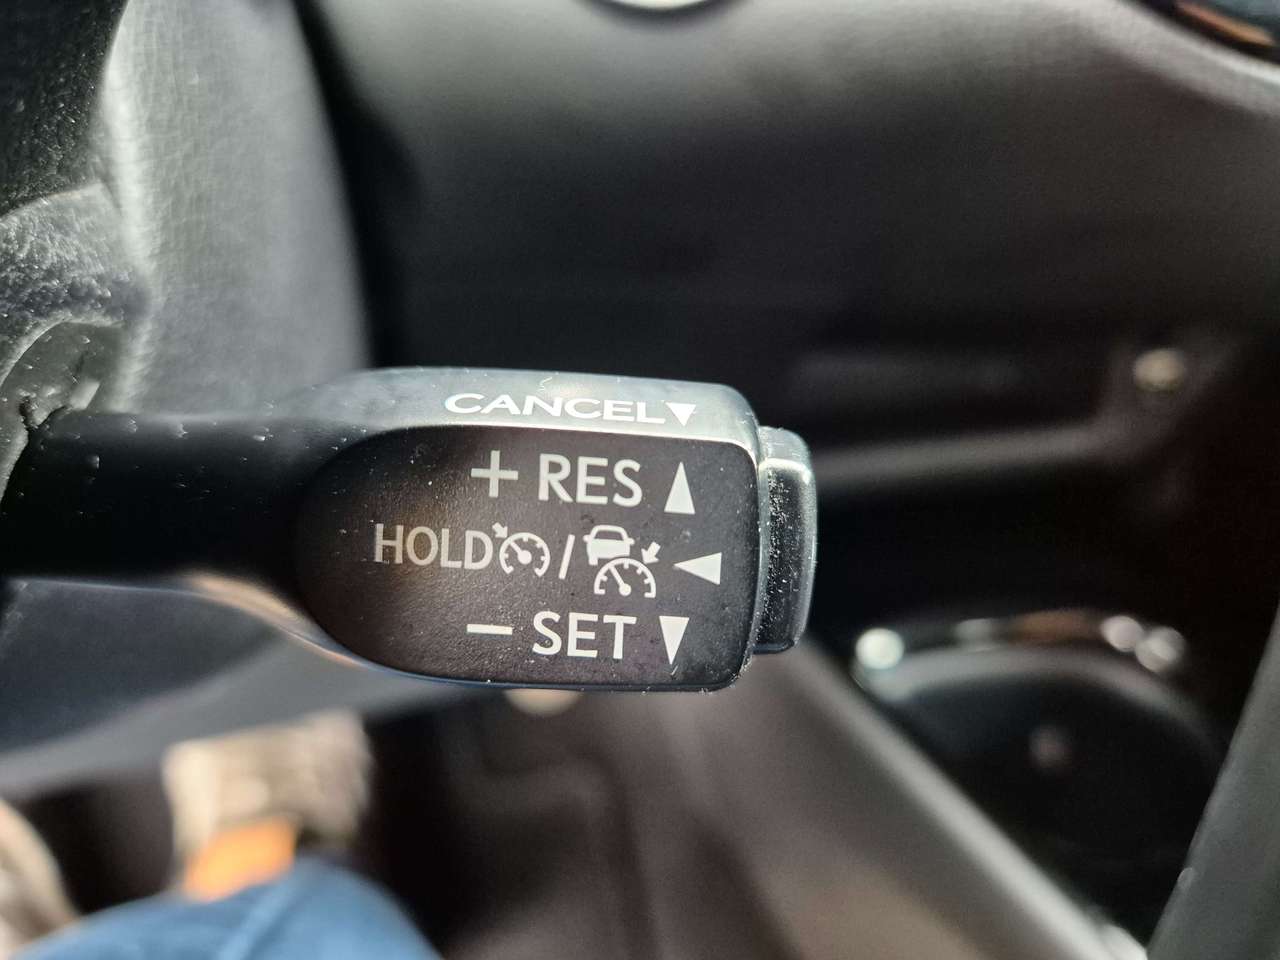 CANCEL▼
+ RES ▲
HOLD / ◀
− SET ▼